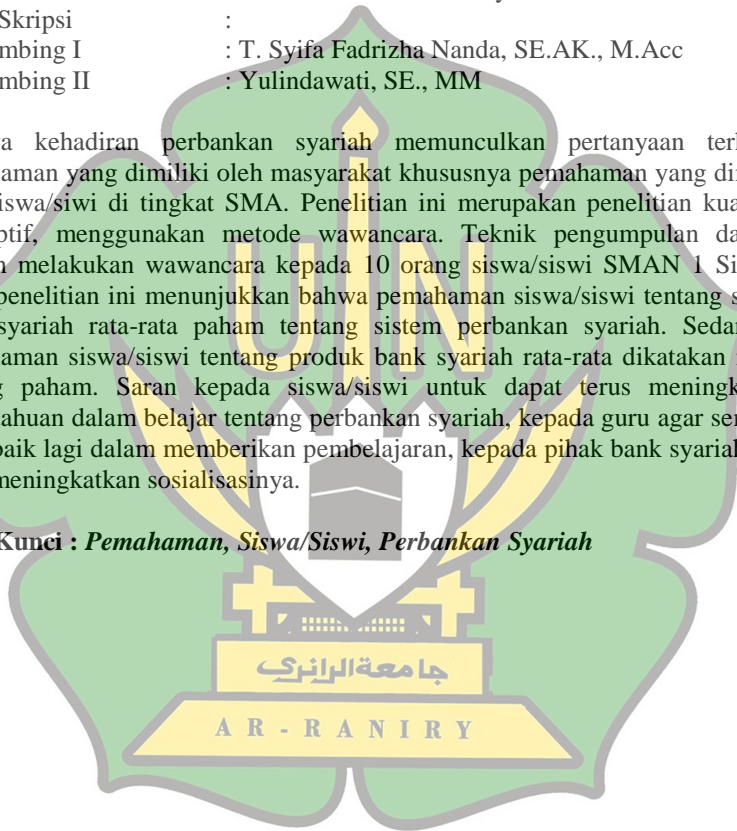 Skripsi :
mbing I : T. Syifa Fadrizha Nanda, SE.AK., M.Acc
mbing II : Yulindawati, SE., MM
a kehadiran perbankan syariah memunculkan pertanyaan ter
aman yang dimiliki oleh masyarakat khususnya pemahaman yang di
iswa/siwi di tingkat SMA. Penelitian ini merupakan penelitian kua
ptif, menggunakan metode wawancara. Teknik pengumpulan da
n melakukan wawancara kepada 10 orang siswa/siswi SMAN 1 Si
penelitian ini menunjukkan bahwa pemahaman siswa/siswi tentang s
syariah rata-rata paham tentang sistem perbankan syariah. Sedan
aman siswa/siswi tentang produk bank syariah rata-rata dikatakan
g paham. Saran kepada siswa/siswi untuk dapat terus meningk
ahuan dalam belajar tentang perbankan syariah, kepada guru agar se
baik lagi dalam memberikan pembelajaran, kepada pihak bank syariah
meningkatkan sosialisasinya.
Kunci : Pemahaman, Siswa/Siswi, Perbankan Syariah
UIN
جامعةالرانري
AR-RANIRY